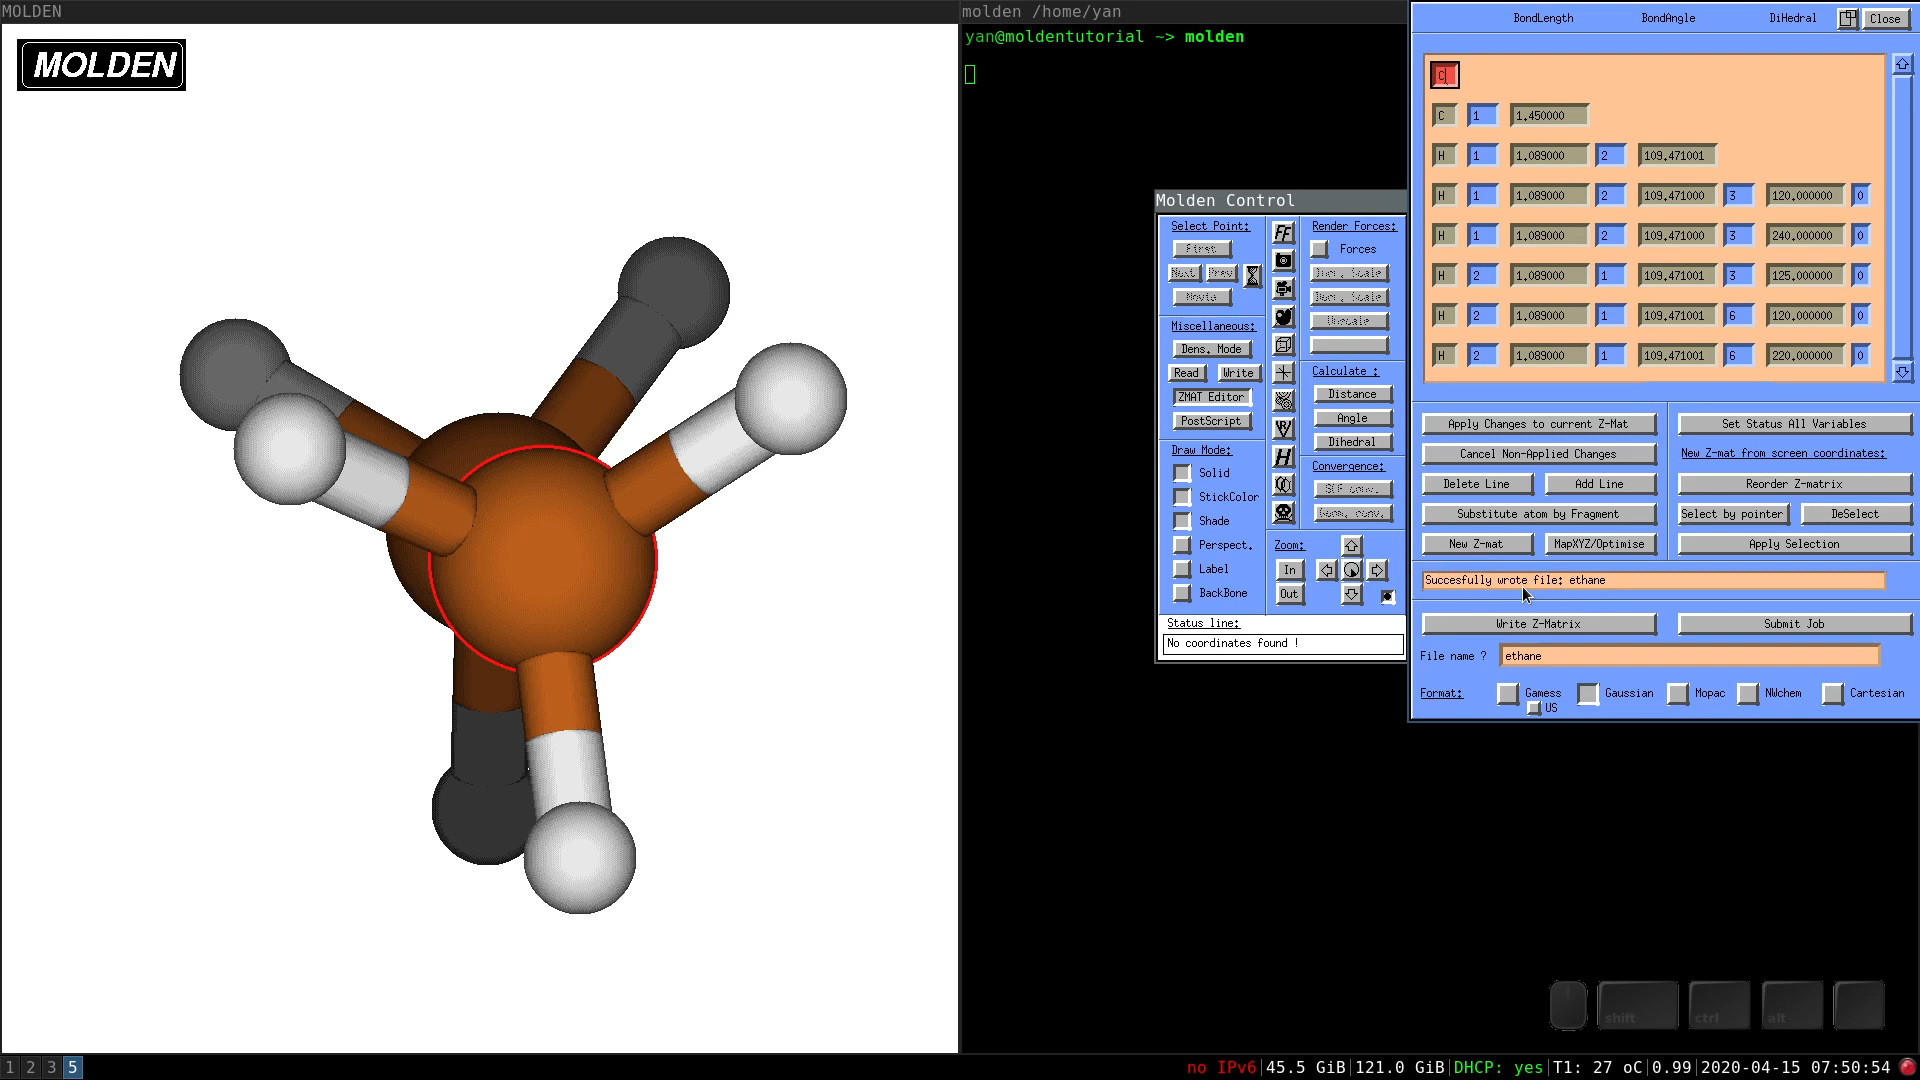 MOLDEN
MOLDEN
molden /home/yan
yan@moldentutorial ~> molden
Molden Control
Select Point:
First
Next Prev
Movie
Miscellaneous:
Dens. Mode
Read Write
ZMAT Editor
PostScript
Draw Mode:
Solid
StickColor
Shade
Perspect.
Label
BackBone
FF
H
Render Forces:
Forces
Calculate :
Distance
Angle
Dihedral
Convergence:
SCF conv.
Geom. conv.
Zoom:
In
Out
Status line:
No coordinates found !
BondLength BondAngle DiHedral Close
C
C 1 1.450000
H 1 1.089000 2 109.471001
H 1 1.089000 2 109.471001 3 120.000000 0
H 1 1.089000 2 109.471001 3 240.000000 0
H 2 1.089000 1 109.471001 3 125.000000 0
H 2 1.089000 1 109.471001 6 120.000000 0
H 2 1.089000 1 109.471001 6 220.000000 0
Apply Changes to current Z-Mat
Cancel Non-Applied Changes
Delete Line Add Line
Substitute atom by Fragment
New Z-mat MapXYZ/Optimise
Set Status All Variables
New Z-mat from screen coordinates:
Reorder Z-matrix
Select by pointer DeSelect
Apply Selection
Succesfully wrote file: ethane
Write Z-Matrix Submit Job
File name ? ethane
Format: Gamess Gaussian Mopac NWchem Cartesian
US
shift ctrl alt
1 2 3 5
no IPv6|45.5 GiB|121.0 GiB|DHCP: yes|T1: 27 oC|0.99|2020-04-15 07:50:54